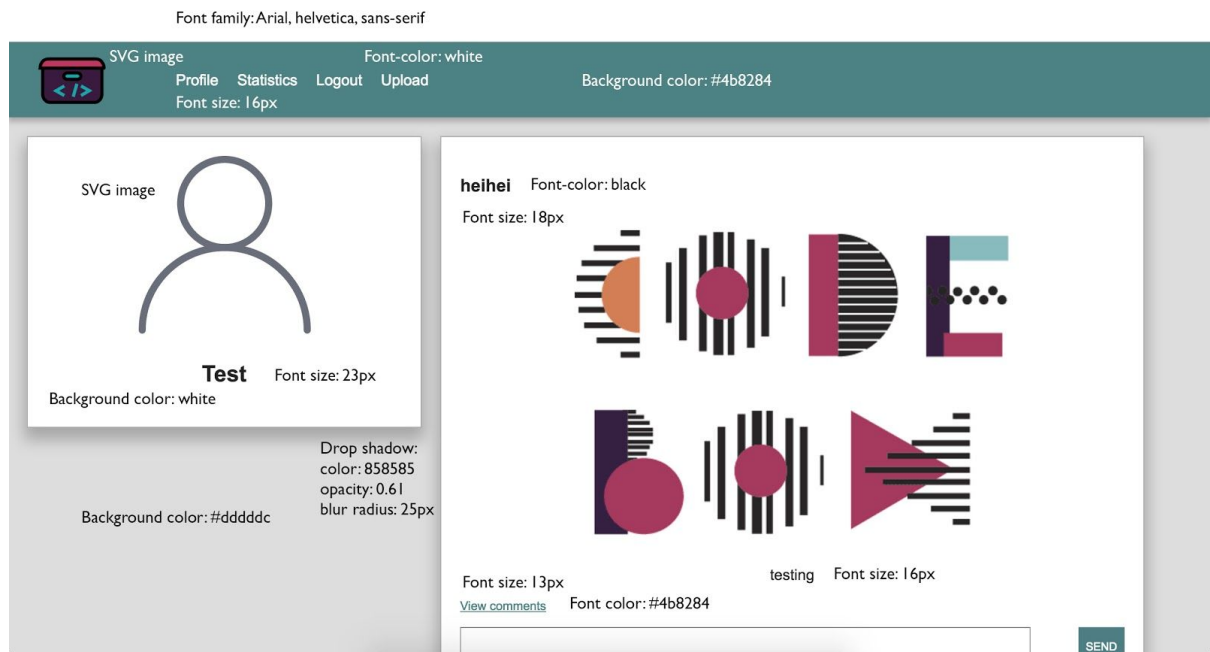 Font family: Arial, helvetica, sans-serif
SVG image
Font-color: white
</>
Profile Statistics Logout Upload
Background color: #4b8284
Font size: 16px
SVG image
Test
Font size: 23px
Background color: white
Drop shadow:
color: 858585
opacity: 0.61
blur radius: 25px
Background color: #dddddc
heihei
Font-color: black
Font size: 18px
CODE
BOX
testing
Font size: 16px
Font size: 13px
View comments
Font color: #4b8284
SEND